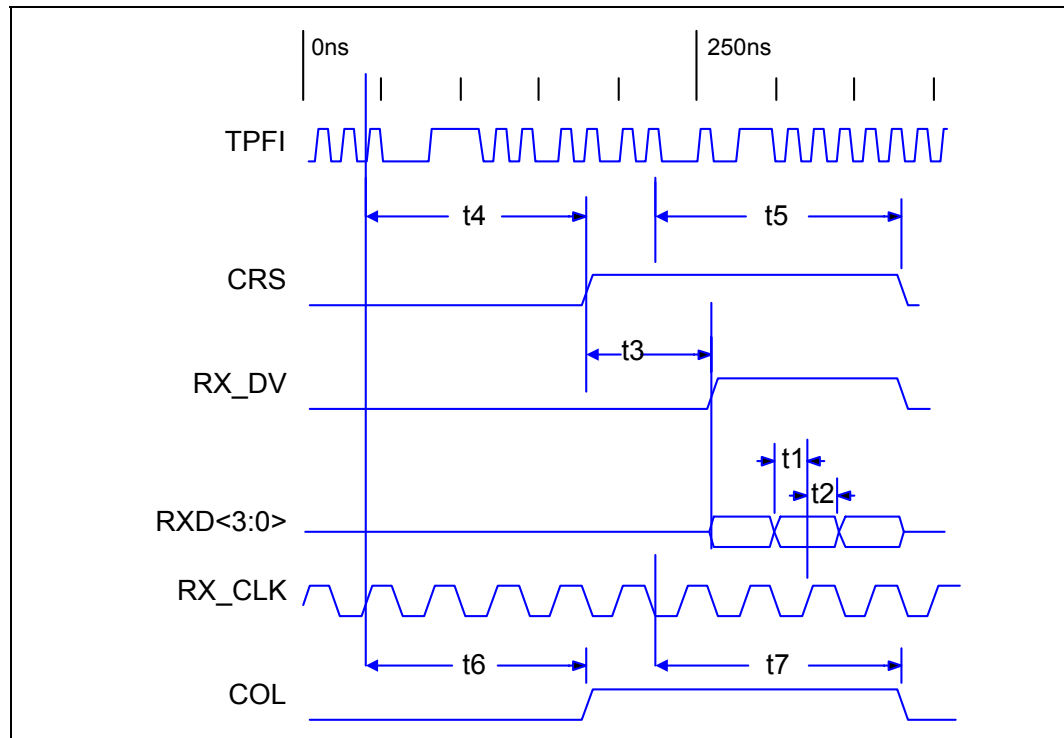 0ns
250ns
TPFI
t4
t5
CRS
t3
RX_DV
t1
t2
RXD<3:0>
RX_CLK
t6
t7
COL